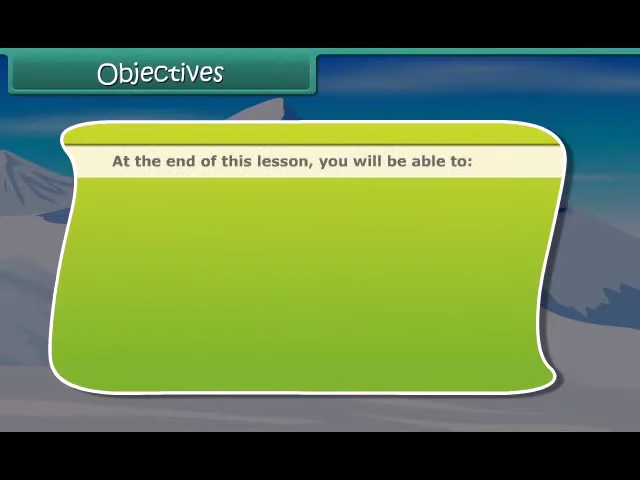 Objectives
At the end of this lesson, you will be able to: